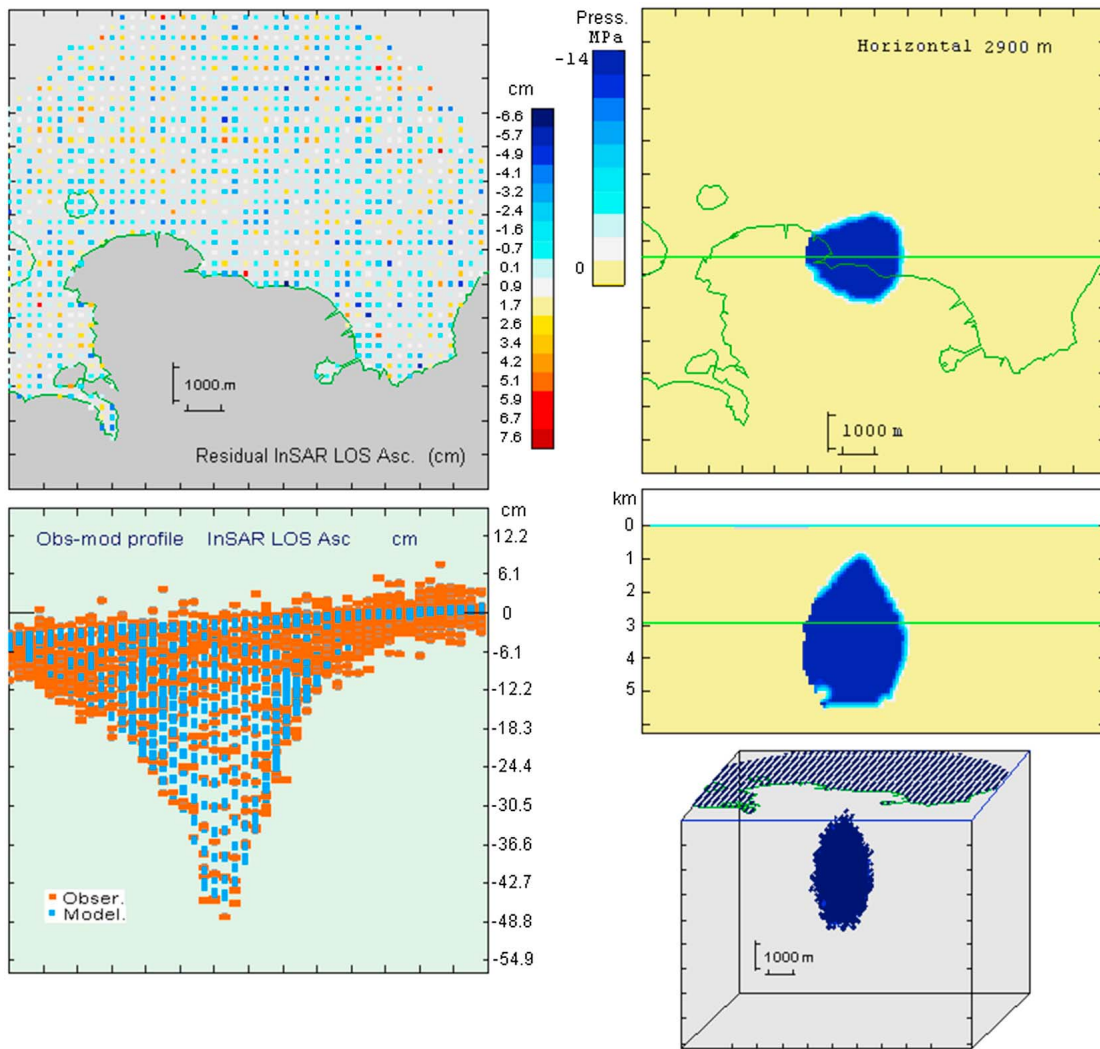 Press.
MPa
-14
0
cm
-6.6
-5.7
-4.9
-4.1
-3.2
-2.4
-1.6
-0.7
0.1
0.9
1.7
2.6
3.4
4.2
5.1
5.9
6.7
7.6
1000 m
Residual InSAR LOS Asc. (cm)
Horizontal 2900 m
1000 m
Obs-mod profile InSAR LOS Asc cm
cm
12.2
6.1
0
-6.1
-12.2
-18.3
-24.4
-30.5
-36.6
-42.7
-48.8
-54.9
Obser.
Model.
km
0
1
2
3
4
5
1000 m